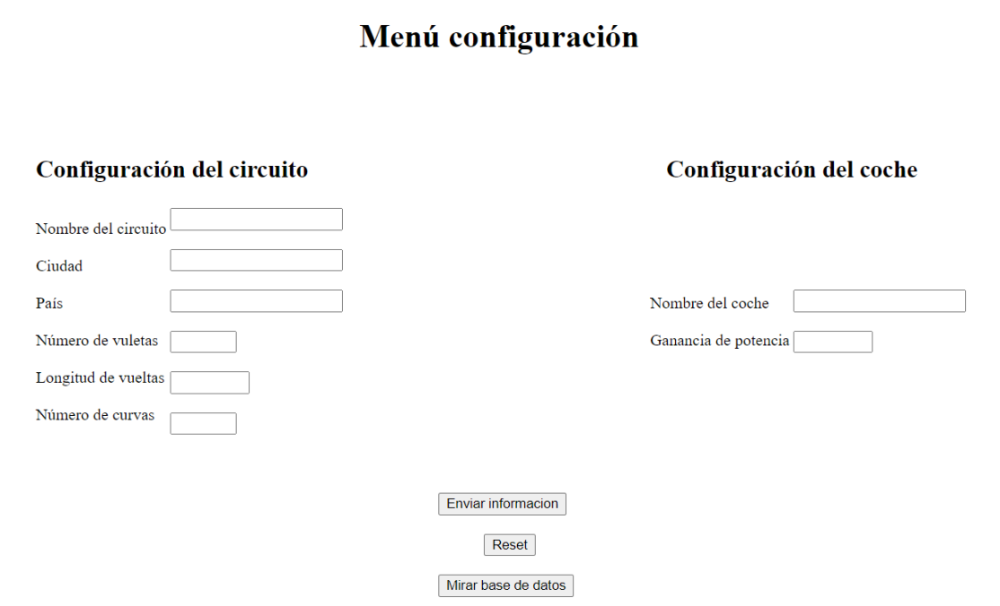 Menú configuración
Configuración del circuito
Nombre del circuito
Ciudad
País
Número de vuletas
Longitud de vueltas
Número de curvas
Configuración del coche
Nombre del coche
Ganancia de potencia
Enviar informacion
Reset
Mirar base de datos